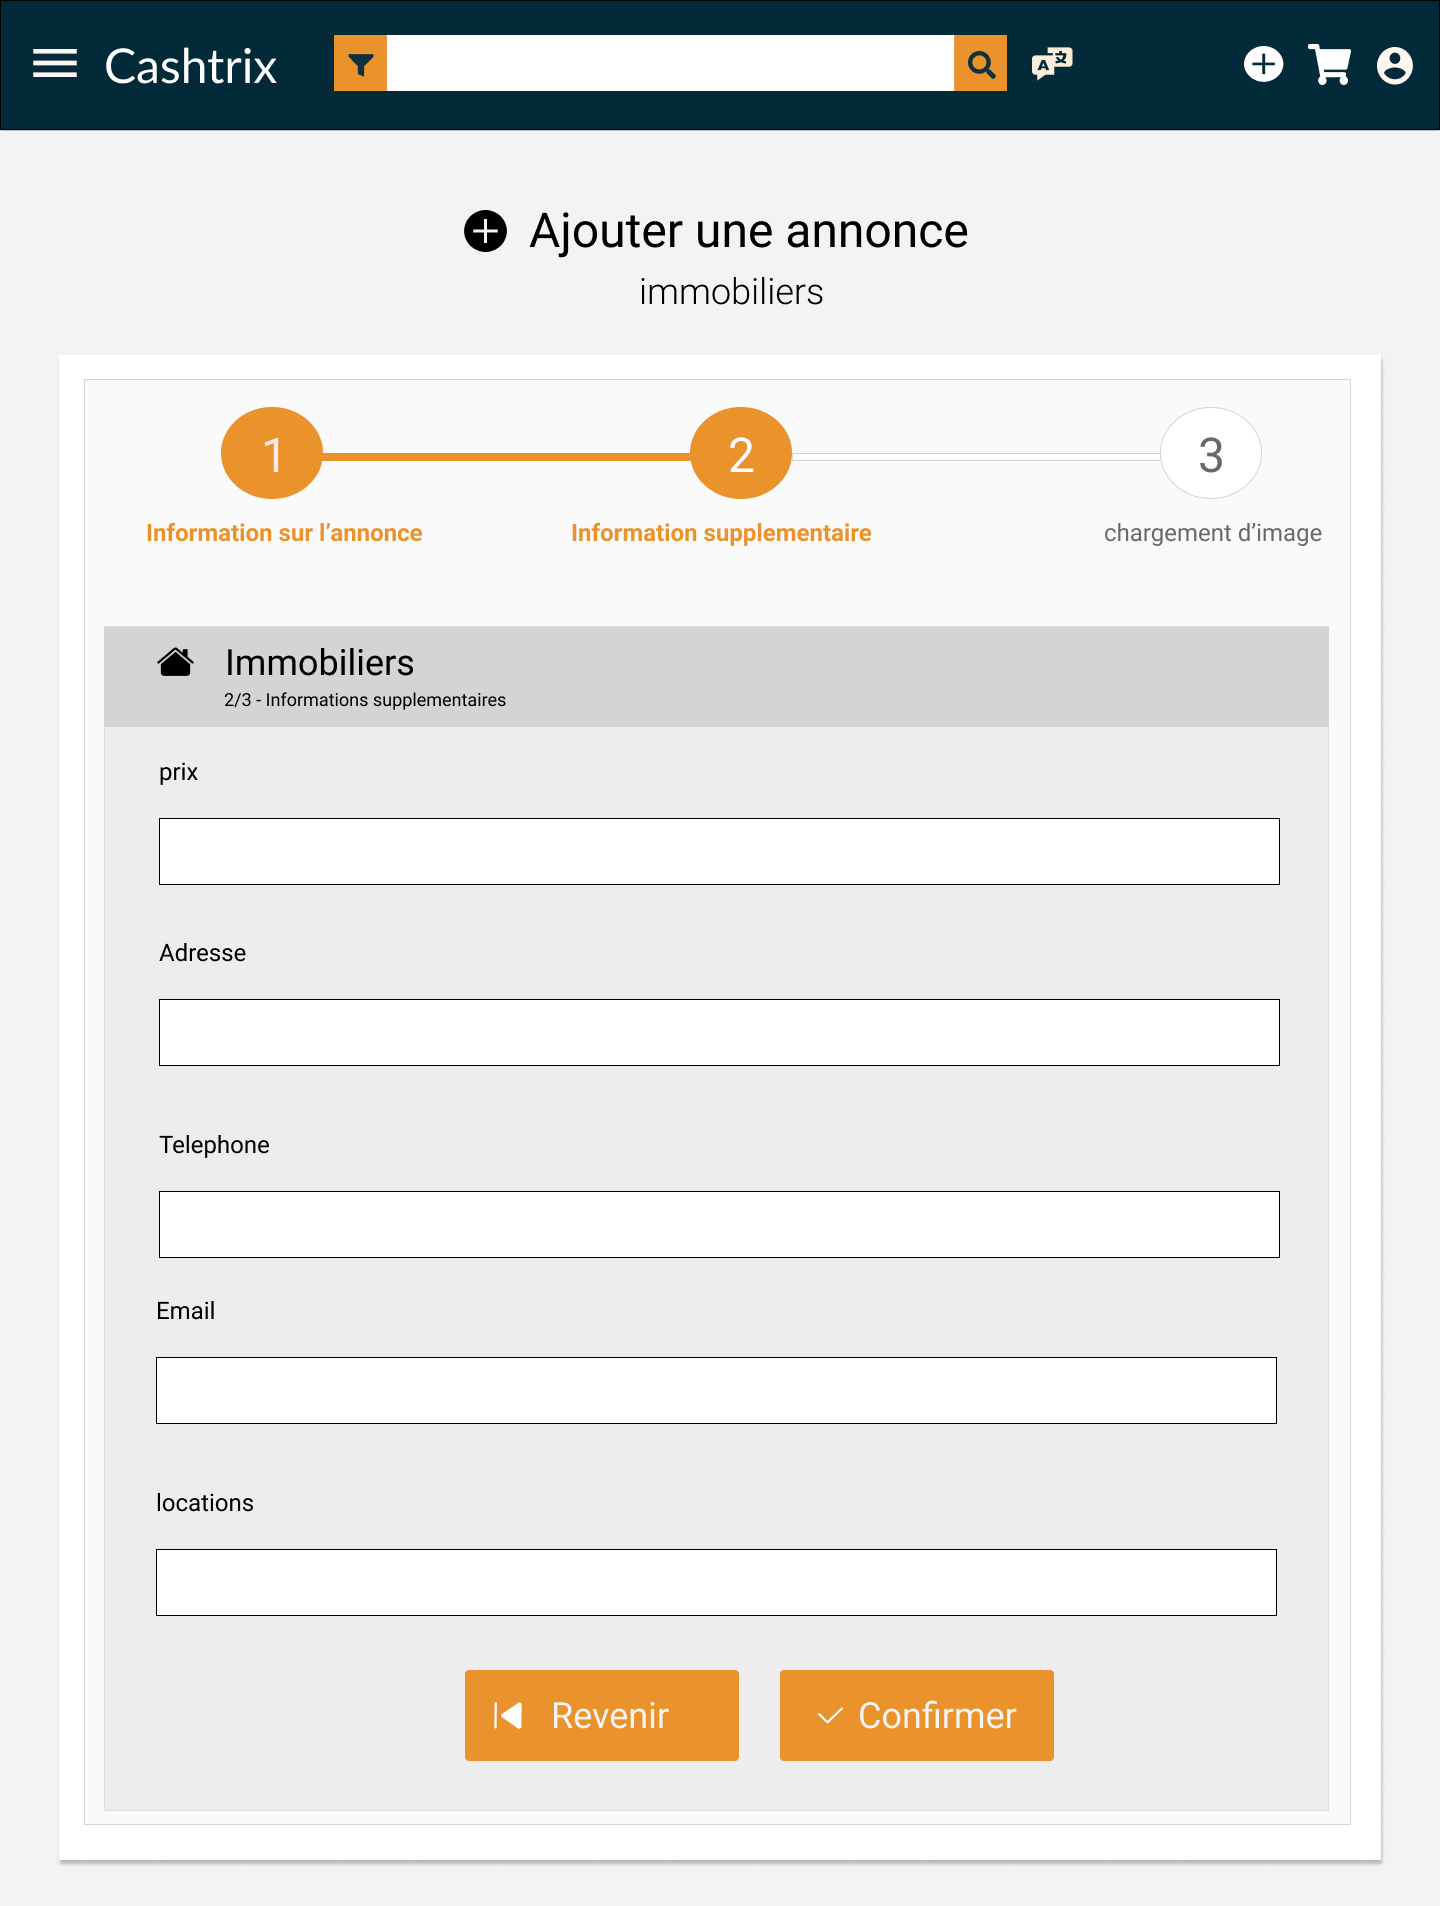 Cashtrix
Ajouter une annonce
immobiliers
1
2
3
Information sur l’annonce
Information supplementaire
chargement d’image
Immobiliers
2/3 - Informations supplementaires
prix
Adresse
Telephone
Email
locations
Revenir
Confirmer